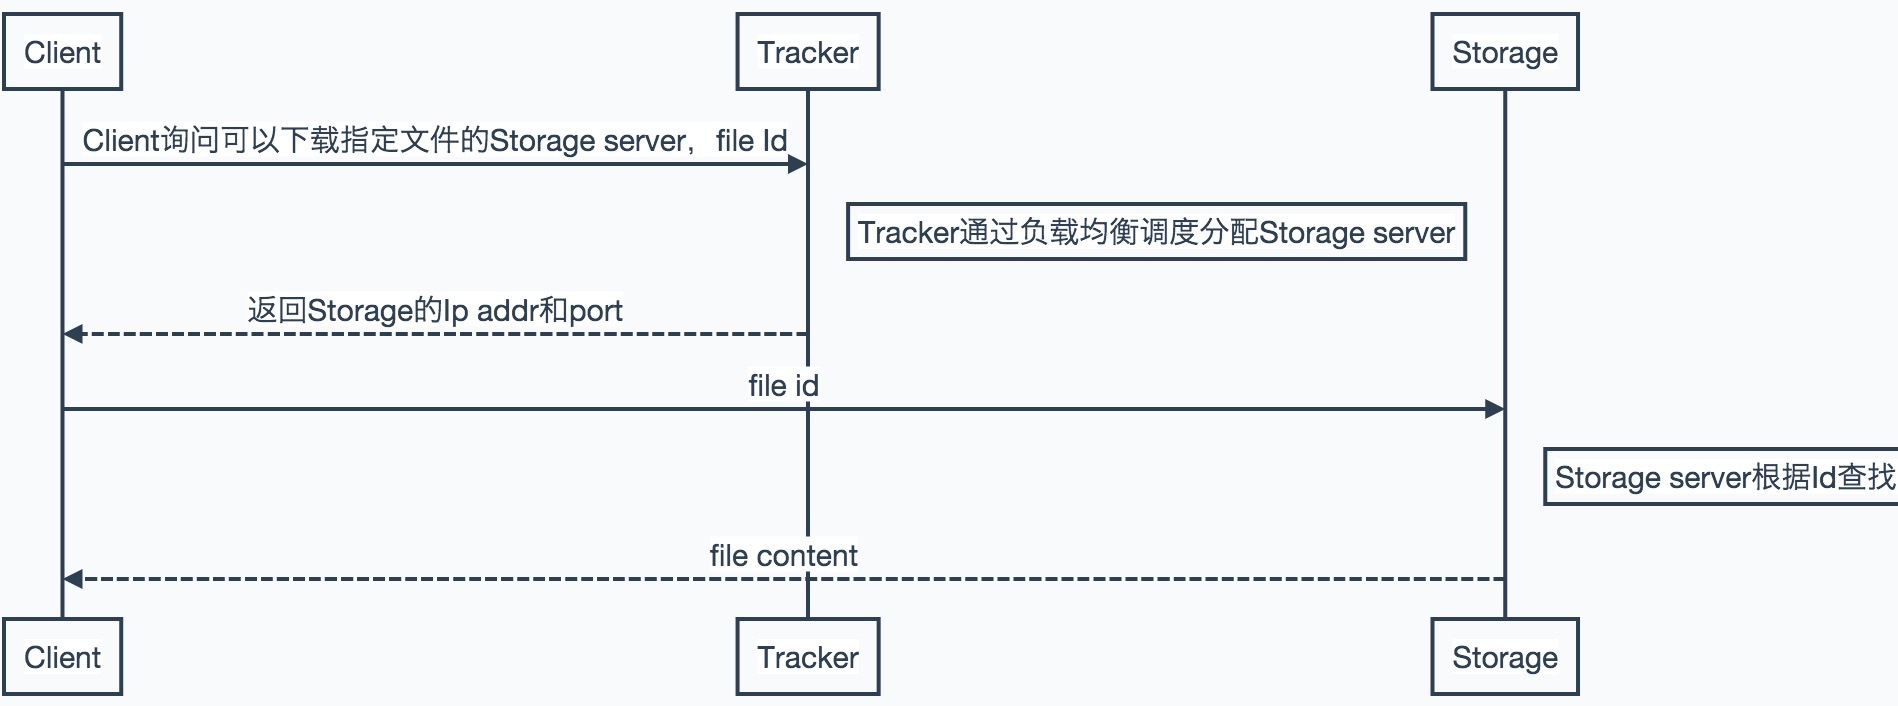 Client
Tracker
Storage
Client询问可以下载指定文件的Storage server，file Id
Tracker通过负载均衡调度分配Storage server
返回Storage的Ip addr和port
file id
Storage server根据Id查找
file content
Client
Tracker
Storage